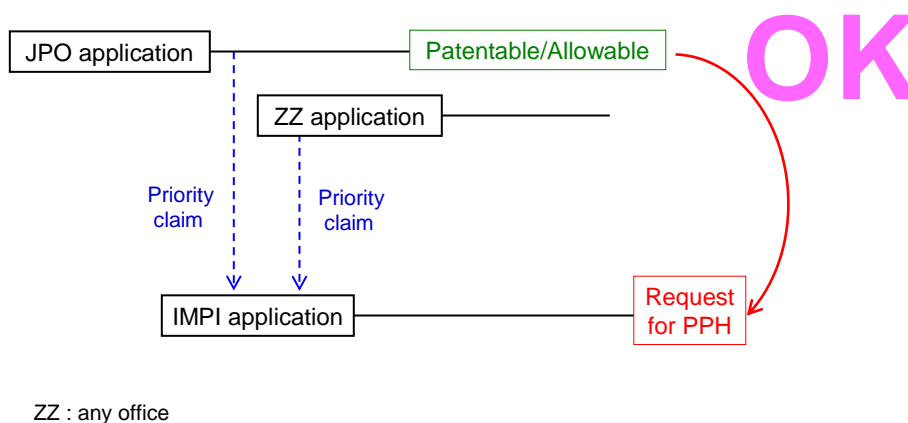 OK
JPO application
Patentable/Allowable
ZZ application
Priority
claim
Priority
claim
IMPI application
Request
for PPH
ZZ : any office